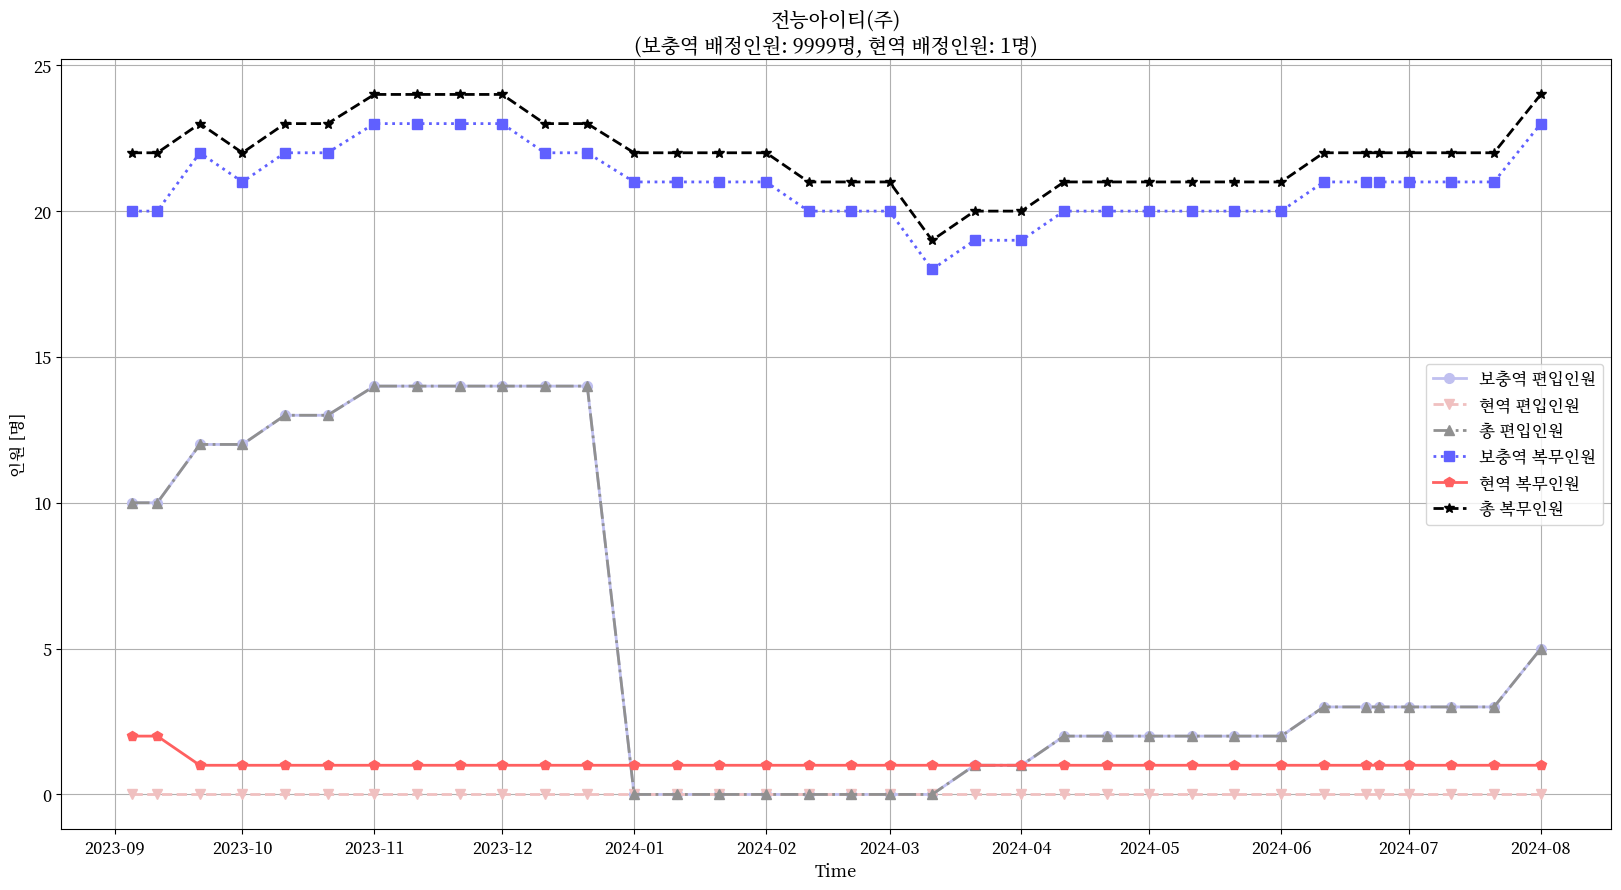 전능아이티(주)
(보충역 배정인원: 9999명, 현역 배정인원: 1명)
인원 [명]
25
20
15
10
5
0
보충역 편입인원
현역 편입인원
총 편입인원
보충역 복무인원
현역 복무인원
총 복무인원
2023-09 2023-10 2023-11 2023-12 2024-01 2024-02 2024-03 2024-04 2024-05 2024-06 2024-07 2024-08
Time